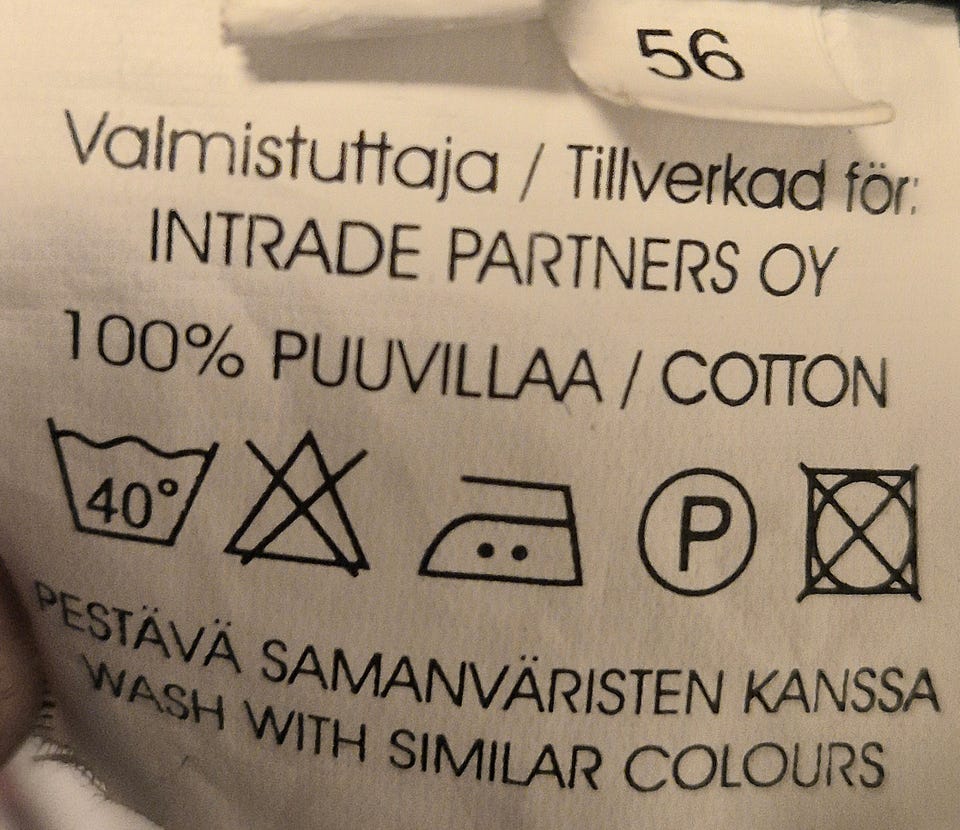 56
Valmistuttaja / Tillverkad för:
INTRADE PARTNERS OY
100% PUUVILLAA / COTTON
40° P
PESTÄVÄ SAMANVÄRISTEN KANSSA
WASH WITH SIMILAR COLOURS